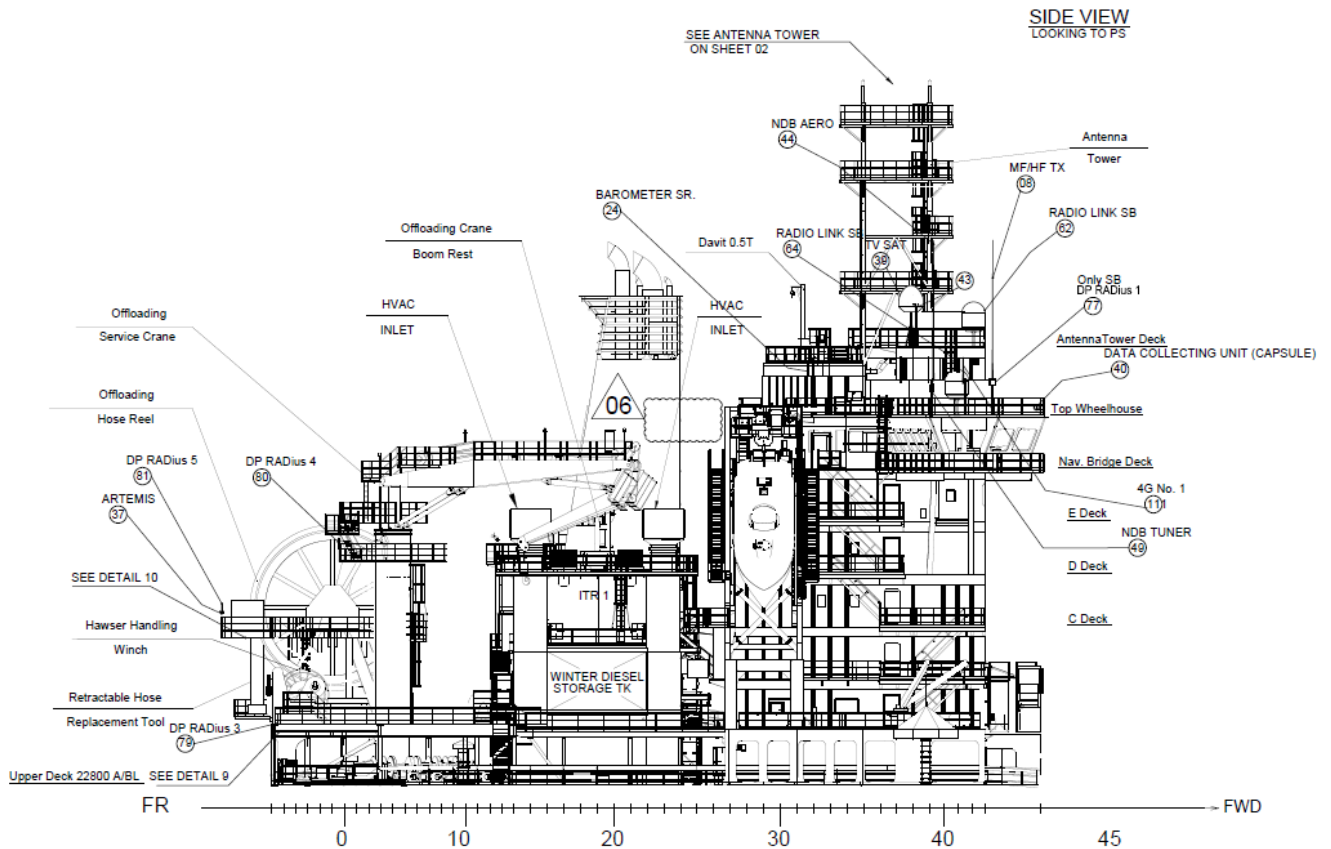 SIDE VIEW
LOOKING TO PS
SEE ANTENNA TOWER
ON SHEET 02
NDB AERO
44
Antenna
Tower
MF/HF TX
08
BAROMETER SR.
24
RADIO LINK SB
62
Offloading Crane
Boom Rest
Davit 0.5T
RADIO LINK SB
64
TV SAT
39
43
Only SB
DP RADius 1
77
HVAC
INLET
HVAC
INLET
Offloading
Service Crane
AntennaTower Deck
DATA COLLECTING UNIT (CAPSULE)
40
06
Offloading
Hose Reel
Top Wheelhouse
DP RADius 5
81
DP RADius 4
80
Nav. Bridge Deck
ARTEMIS
37
4G No. 1
111
E Deck
NDB TUNER
49
SEE DETAIL 10
D Deck
ITR 1
C Deck
Hawser Handling
Winch
WINTER DIESEL
STORAGE TK
Retractable Hose
Replacement Tool
DP RADius 3
79
Upper Deck 22800 A/BL
SEE DETAIL 9
FR
FWD
0 10 20 30 40 45